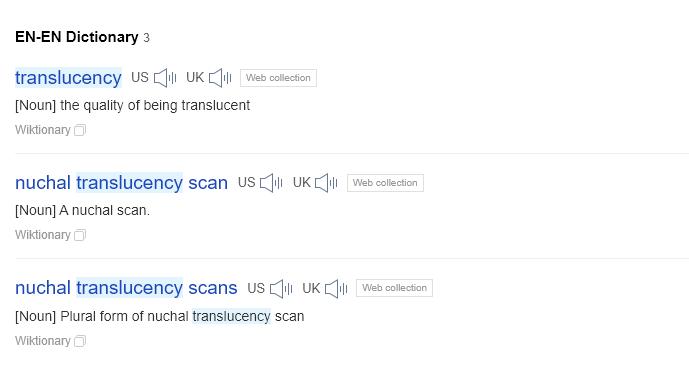 EN-EN Dictionary 3
translucency US UK Web collection
[Noun] the quality of being translucent
Wiktionary
nuchal translucency scan US UK Web collection
[Noun] A nuchal scan.
Wiktionary
nuchal translucency scans US UK Web collection
[Noun] Plural form of nuchal translucency scan
Wiktionary